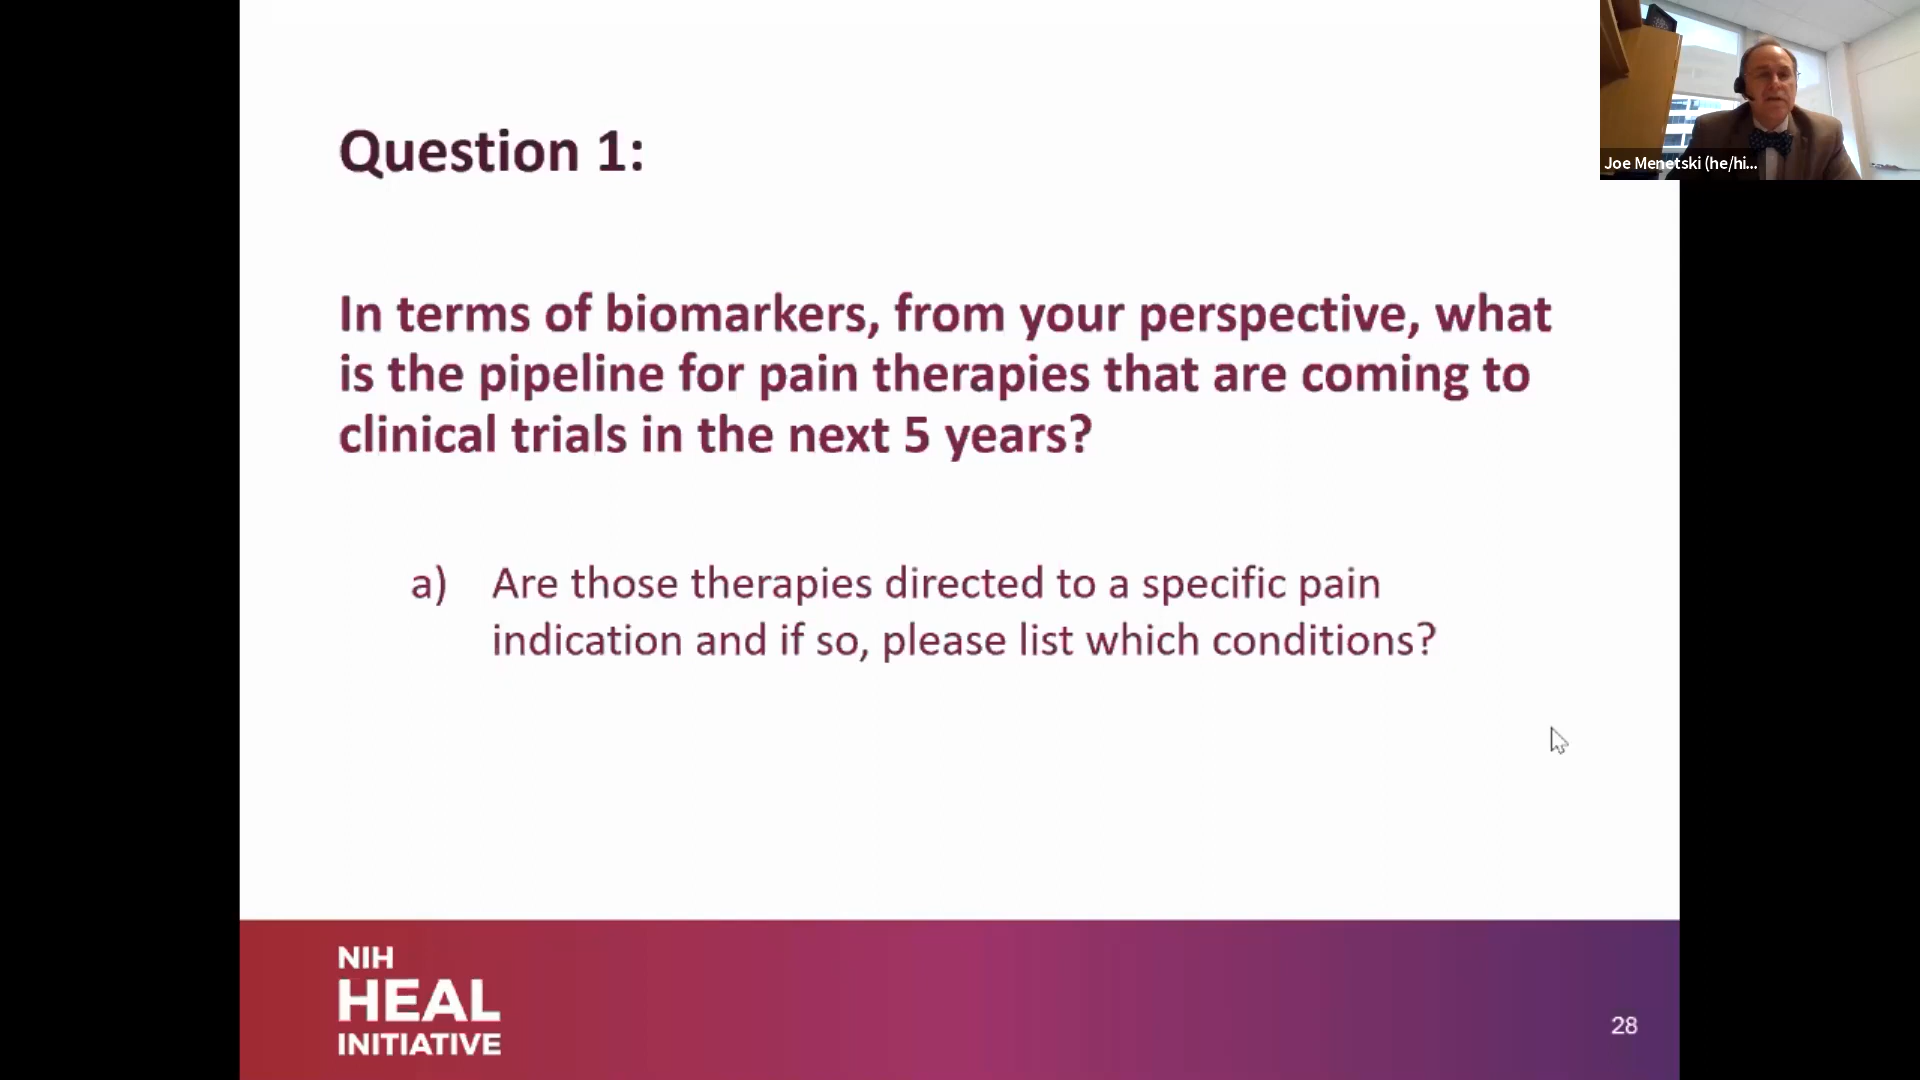 Question 1:
Joe Menetski (he/hi...
In terms of biomarkers, from your perspective, what
is the pipeline for pain therapies that are coming to
clinical trials in the next 5 years?
a) Are those therapies directed to a specific pain
indication and if so, please list which conditions?
NIH
HEAL
INITIATIVE
28